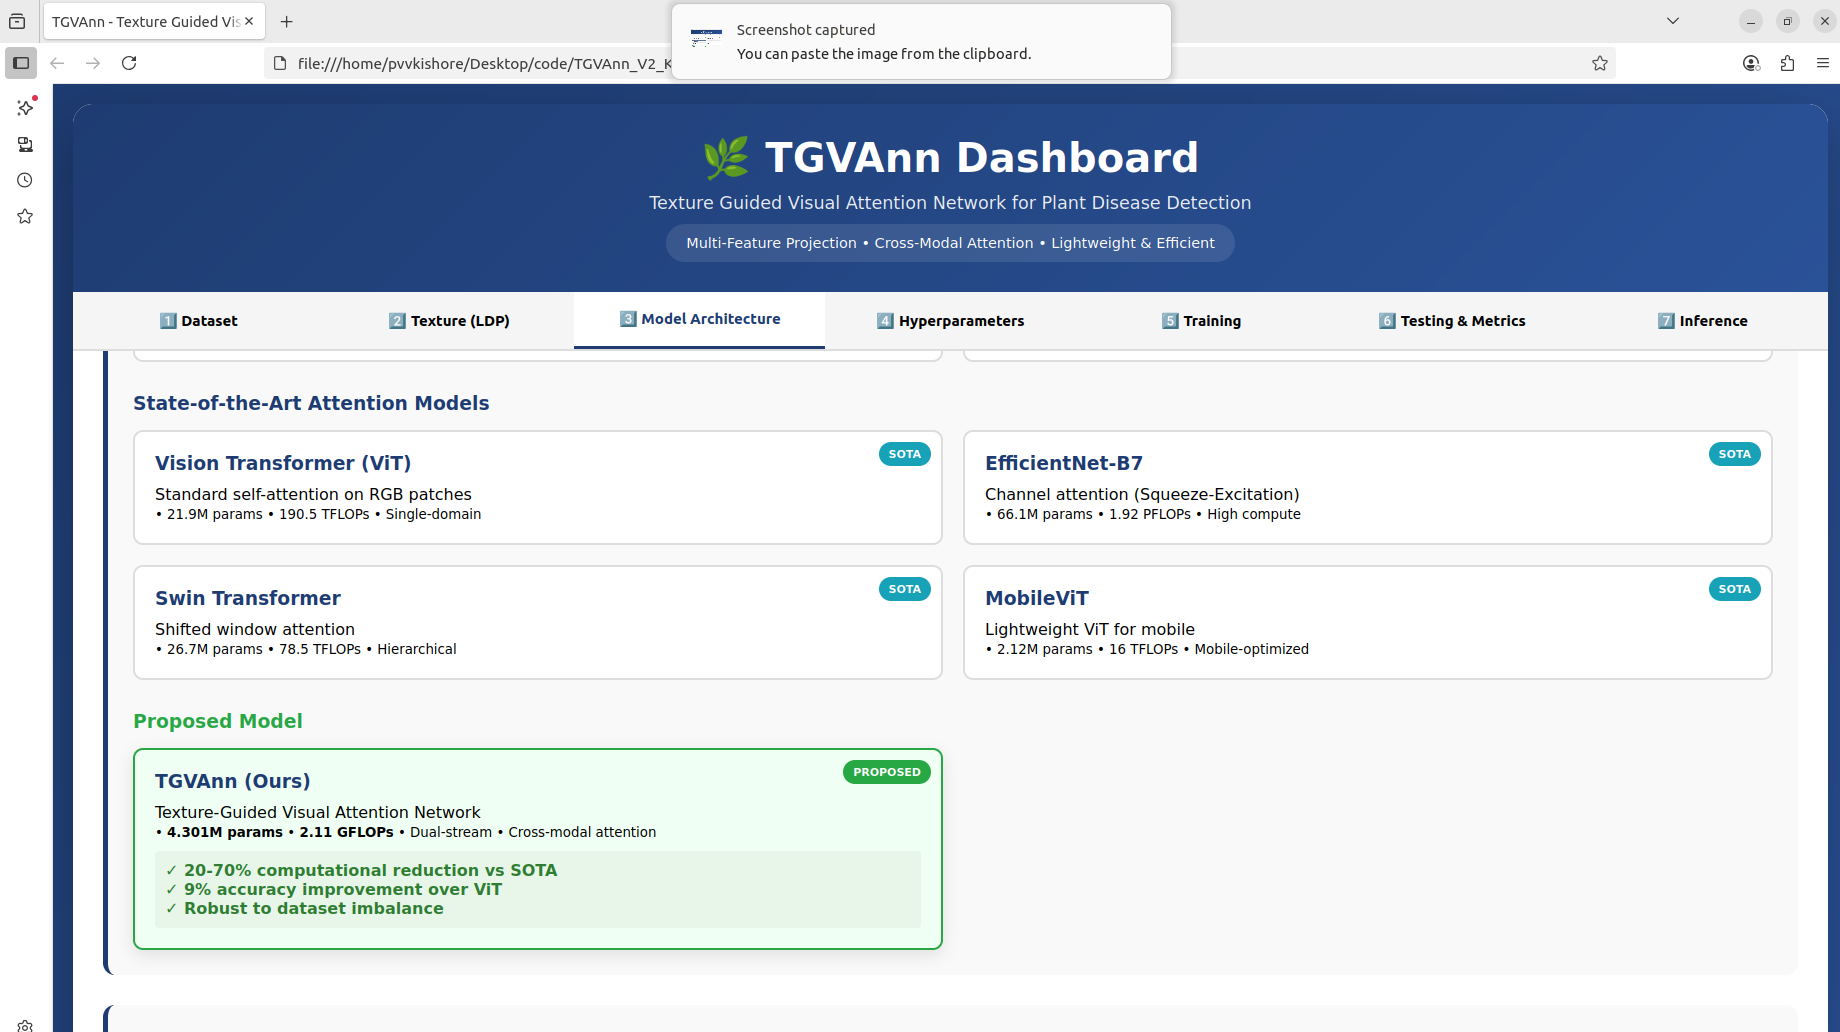 TGVAnn - Texture Guided Vis
Screenshot captured
You can paste the image from the clipboard.
file:///home/pvvkishore/Desktop/code/TGVAnn_V2_K
🌿 TGVAnn Dashboard
Texture Guided Visual Attention Network for Plant Disease Detection
Multi-Feature Projection • Cross-Modal Attention • Lightweight & Efficient
1️⃣ Dataset
2️⃣ Texture (LDP)
3️⃣ Model Architecture
4️⃣ Hyperparameters
5️⃣ Training
6️⃣ Testing & Metrics
7️⃣ Inference
State-of-the-Art Attention Models
Vision Transformer (ViT)
SOTA
Standard self-attention on RGB patches
• 21.9M params • 190.5 TFLOPs • Single-domain
EfficientNet-B7
SOTA
Channel attention (Squeeze-Excitation)
• 66.1M params • 1.92 PFLOPs • High compute
Swin Transformer
SOTA
Shifted window attention
• 26.7M params • 78.5 TFLOPs • Hierarchical
MobileViT
SOTA
Lightweight ViT for mobile
• 2.12M params • 16 TFLOPs • Mobile-optimized
Proposed Model
TGVAnn (Ours)
PROPOSED
Texture-Guided Visual Attention Network
• 4.301M params • 2.11 GFLOPs • Dual-stream • Cross-modal attention
✓ 20-70% computational reduction vs SOTA
✓ 9% accuracy improvement over ViT
✓ Robust to dataset imbalance